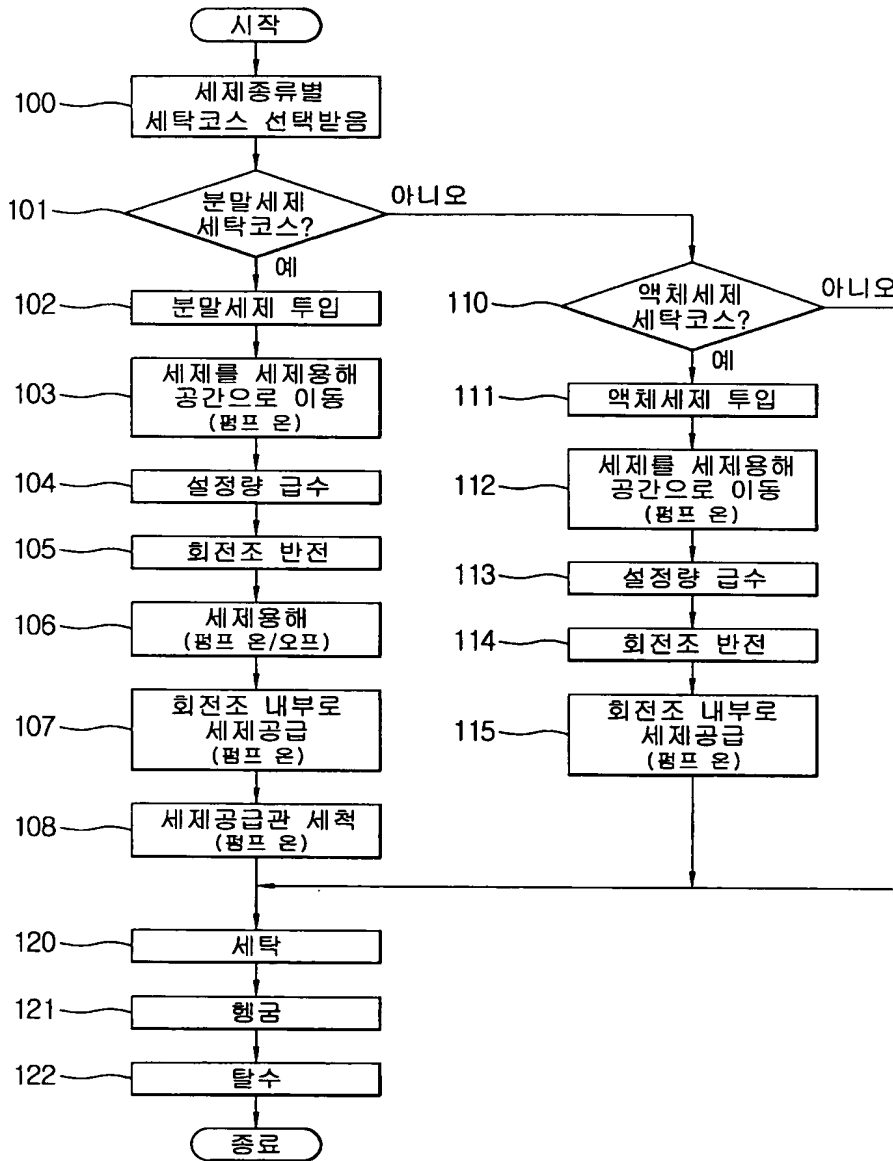 시작
100
세제종류별
세탁코스 선택받음
101
분말세제
세탁코스?
아니오
예
102
분말세제 투입
103
세제를 세제용해
공간으로 이동
(펌프 온)
104
설정량 급수
105
회전조 반전
106
세제용해
(펌프 온/오프)
107
회전조 내부로
세제공급
(펌프 온)
108
세제공급관 세척
(펌프 온)
110
액체세제
세탁코스?
아니오
예
111
액체세제 투입
112
세제를 세제용해
공간으로 이동
(펌프 온)
113
설정량 급수
114
회전조 반전
115
회전조 내부로
세제공급
(펌프 온)
120
세탁
121
헹굼
122
탈수
종료